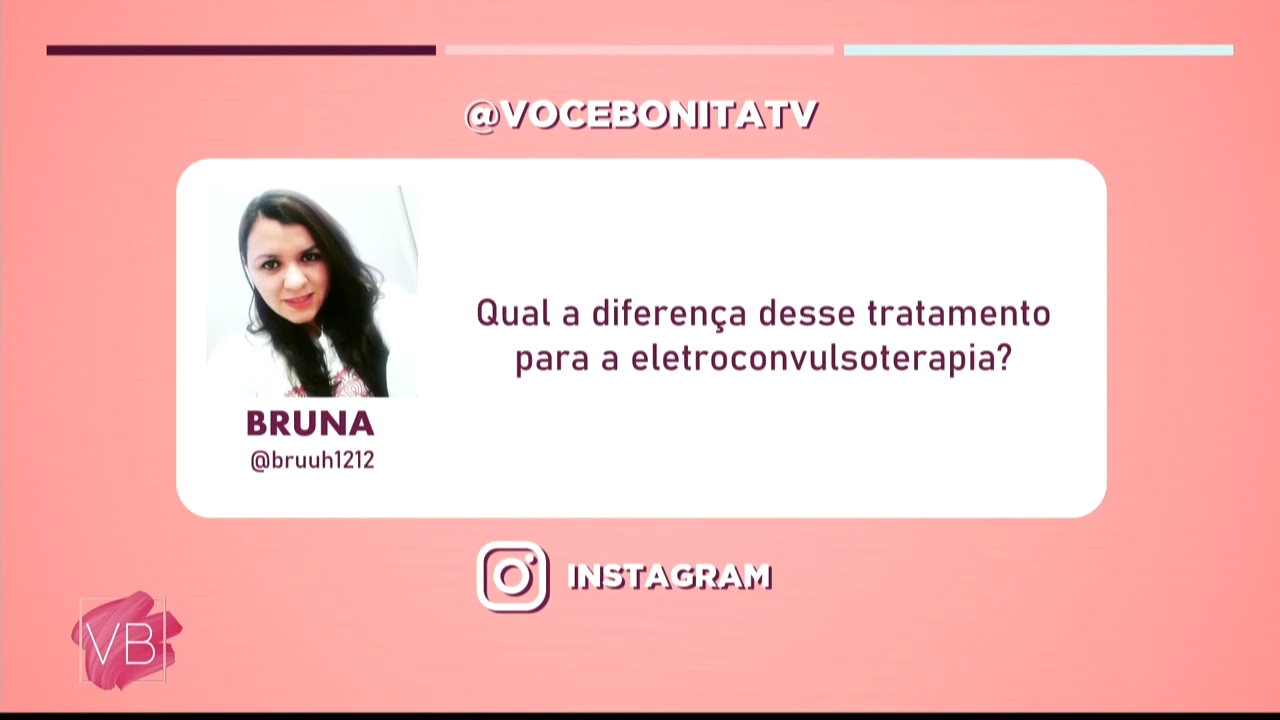 @VOCEBONITATV
Qual a diferença desse tratamento
para a eletroconvulsoterapia?
BRUNA
@bruuh1212
INSTAGRAM
VB